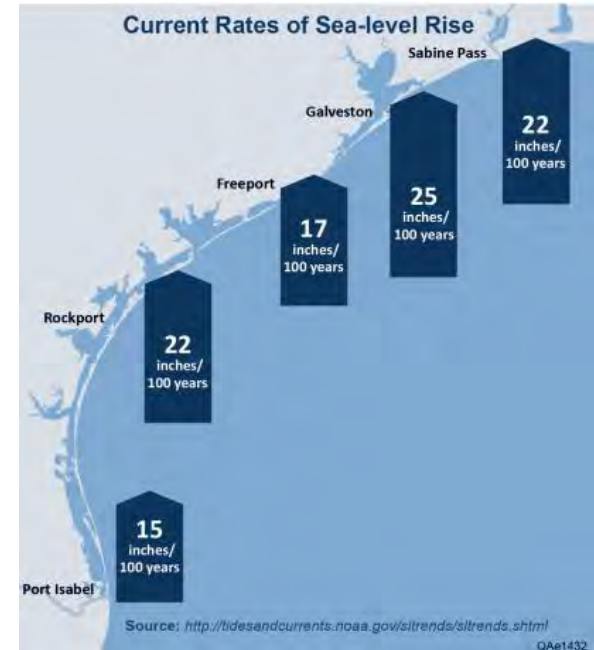 Current Rates of Sea-level Rise
Sabine Pass
Galveston
22
inches/
100 years
Freeport
25
inches/
100 years
17
inches/
100 years
Rockport
22
inches/
100 years
15
inches/
100 years
Port Isabel
Source: http://tidesandcurrents.noaa.gov/sltrends/sltrends.shtml
QAe1432